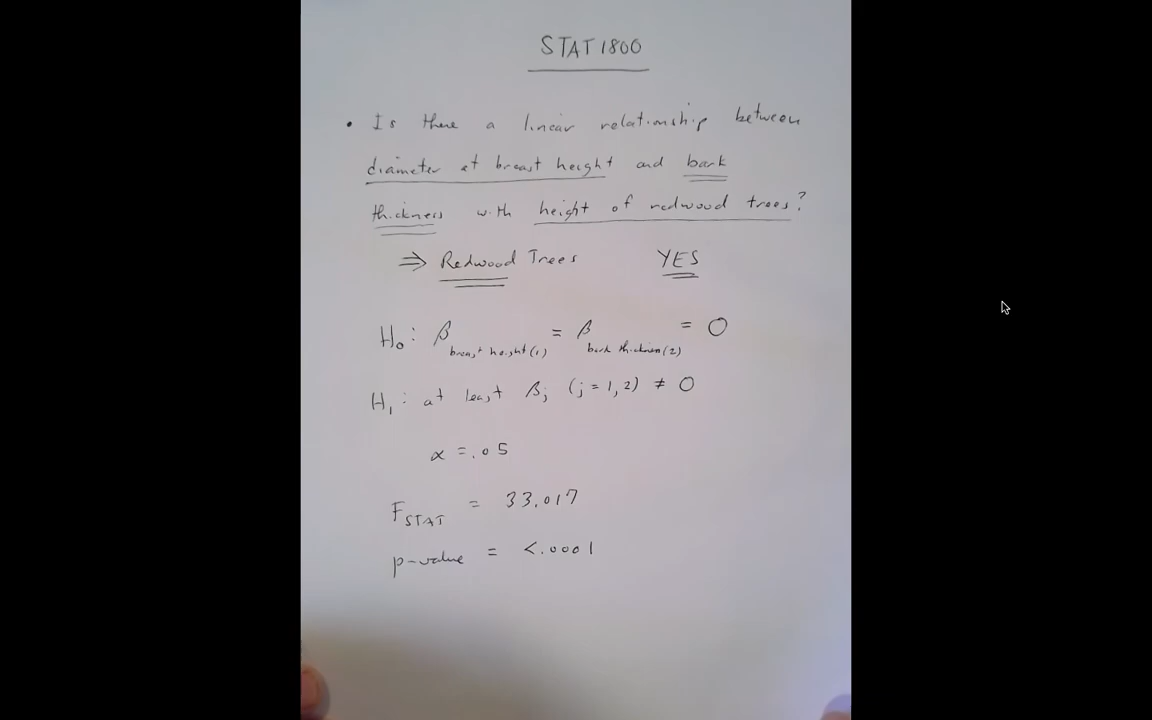 STAT 1800
• Is there a linear relationship between
diameter at breast height and bark
thickness with height of redwood trees?
⇒ Redwood Trees YES
H₀: β breast height (1) = β bark thickness (2) = 0
H₁: at least βj (j = 1, 2) ≠ 0
α = .05
F STAT = 33.017
p-value = <.0001